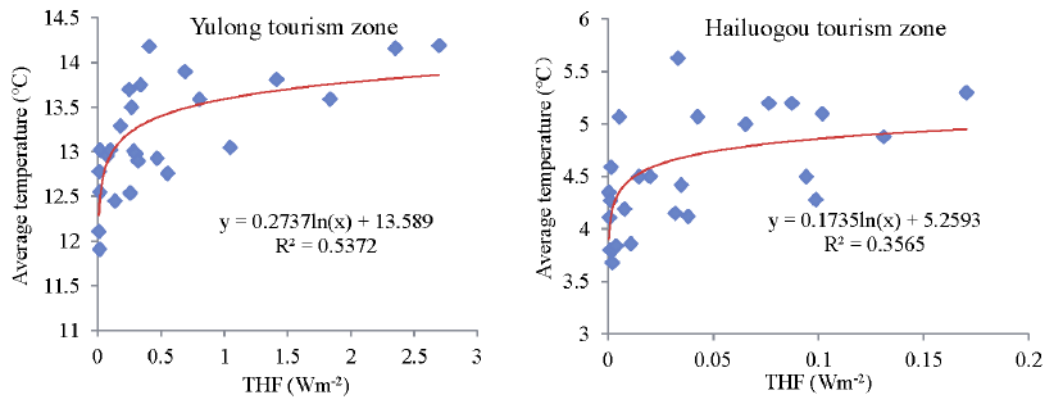 Yulong tourism zone
14.5
14
13.5
13
12.5
12
11.5
11
Average temperature (°C)
y = 0.2737ln(x) + 13.589
R² = 0.5372
0 0.5 1 1.5 2 2.5 3
THF (Wm⁻²)
Hailuogou tourism zone
6
5.5
5
4.5
4
3.5
3
Average temperature (°C)
y = 0.1735ln(x) + 5.2593
R² = 0.3565
0 0.05 0.1 0.15 0.2
THF (Wm⁻²)